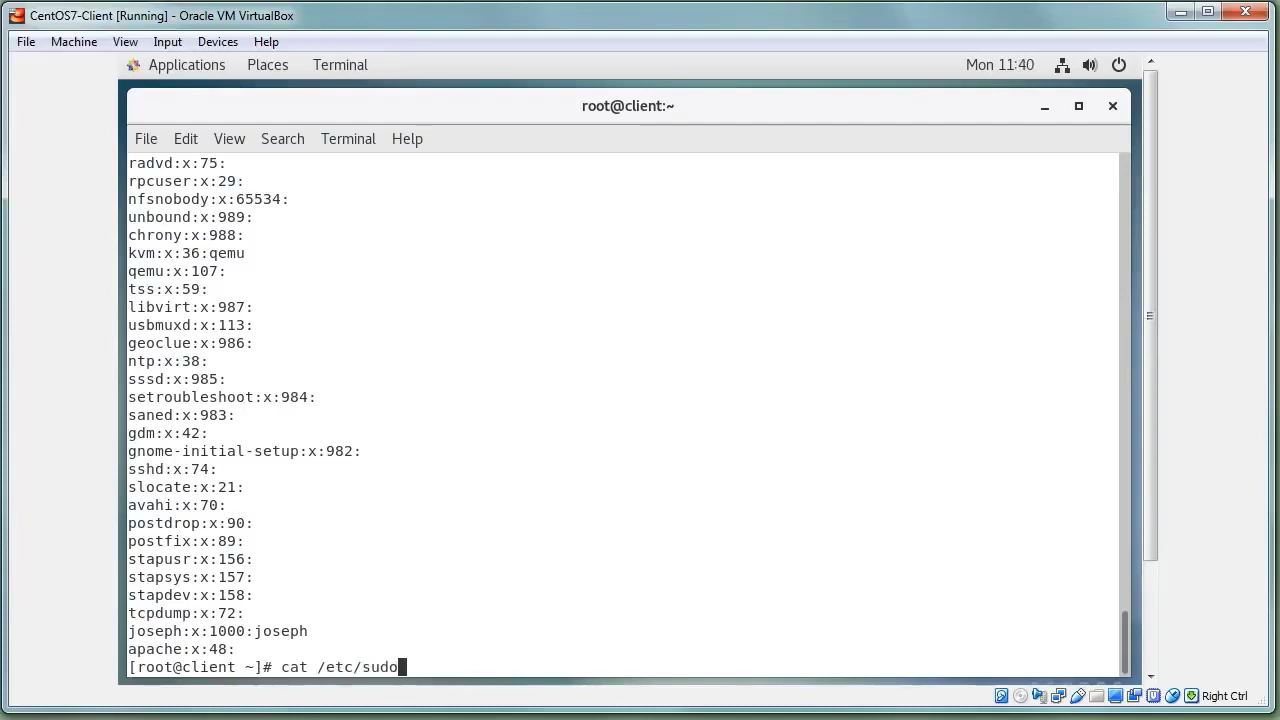 CentOS7-Client [Running] - Oracle VM VirtualBox
File Machine View Input Devices Help
Applications Places Terminal Mon 11:40
root@client:~
File Edit View Search Terminal Help
radvd:x:75:
rpcuser:x:29:
nfsnobody:x:65534:
unbound:x:989:
chrony:x:988:
kvm:x:36:qemu
qemu:x:107:
tss:x:59:
libvirt:x:987:
usbmuxd:x:113:
geoclue:x:986:
ntp:x:38:
sssd:x:985:
setroubleshoot:x:984:
saned:x:983:
gdm:x:42:
gnome-initial-setup:x:982:
sshd:x:74:
slocate:x:21:
avahi:x:70:
postdrop:x:90:
postfix:x:89:
stapusr:x:156:
stapsys:x:157:
stapdev:x:158:
tcpdump:x:72:
joseph:x:1000:joseph
apache:x:48:
[root@client ~]# cat /etc/sudo
Right Ctrl